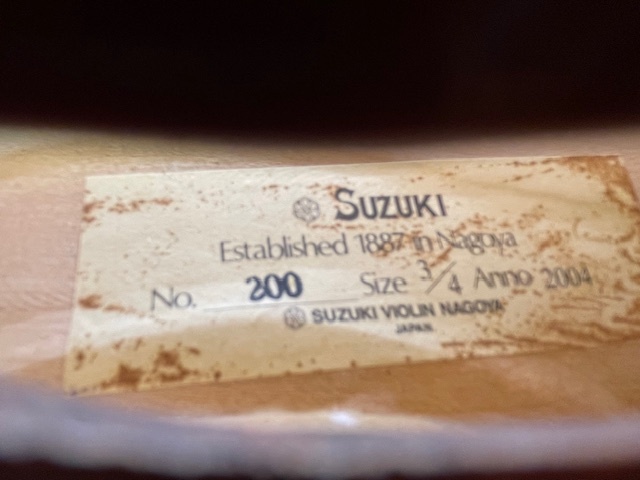 SUZUKI
Established 1887 in Nagoya
No. 200 Size 3/4 Anno 2004
SUZUKI VIOLIN NAGOYA
JAPAN